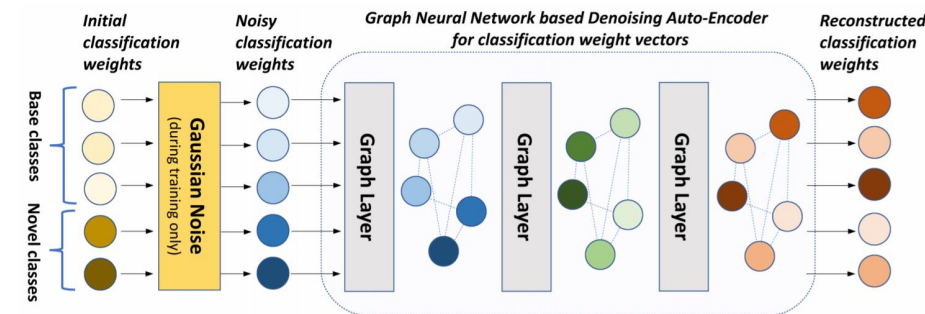 Initial
classification
weights
Noisy
classification
weights
Graph Neural Network based Denoising Auto-Encoder
for classification weight vectors
Reconstructed
classification
weights
Base classes
Novel classes
Gaussian Noise
(during training only)
Graph Layer
Graph Layer
Graph Layer